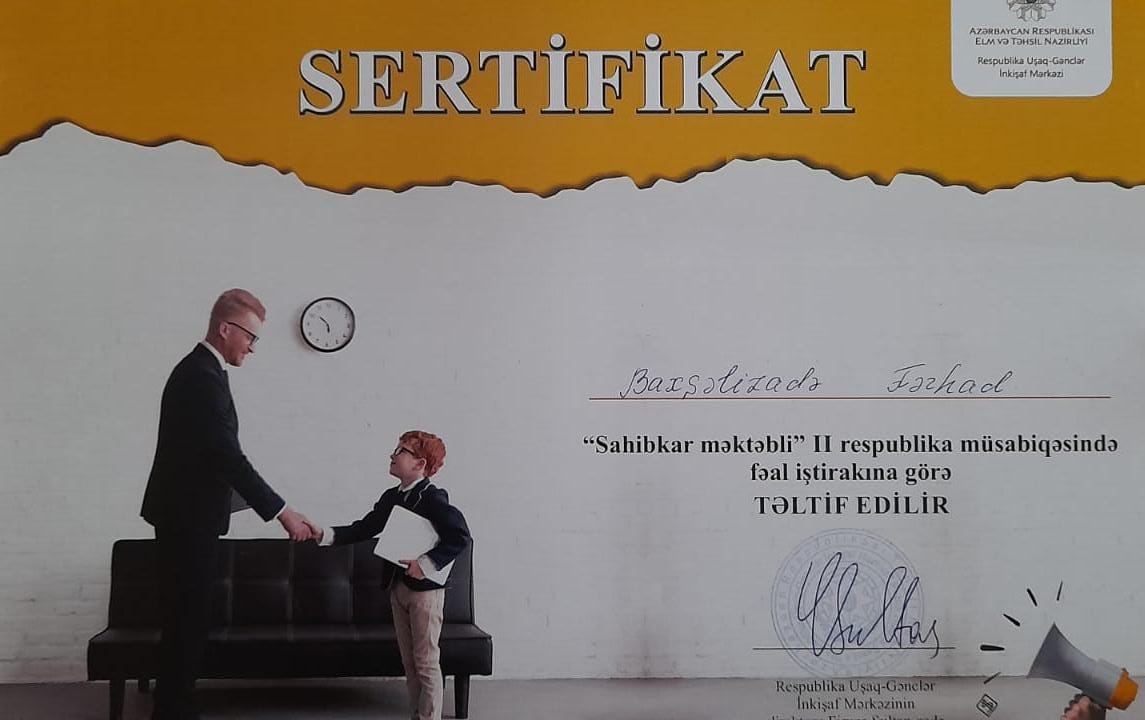 SERTİFİKAT
AZƏRBAYCAN RESPUBLİKASI
ELM VƏ TƏHSİL NAZİRLİYİ
Respublika Uşaq-Gənclər
İnkişaf Mərkəzi
Baxşəlizadə Fərhad
“Sahibkar məktəbli” II respublika müsabiqəsində
fəal iştirakına görə
TƏLTİF EDİLİR
Respublika Uşaq-Gənclər
İnkişaf Mərkəzinin